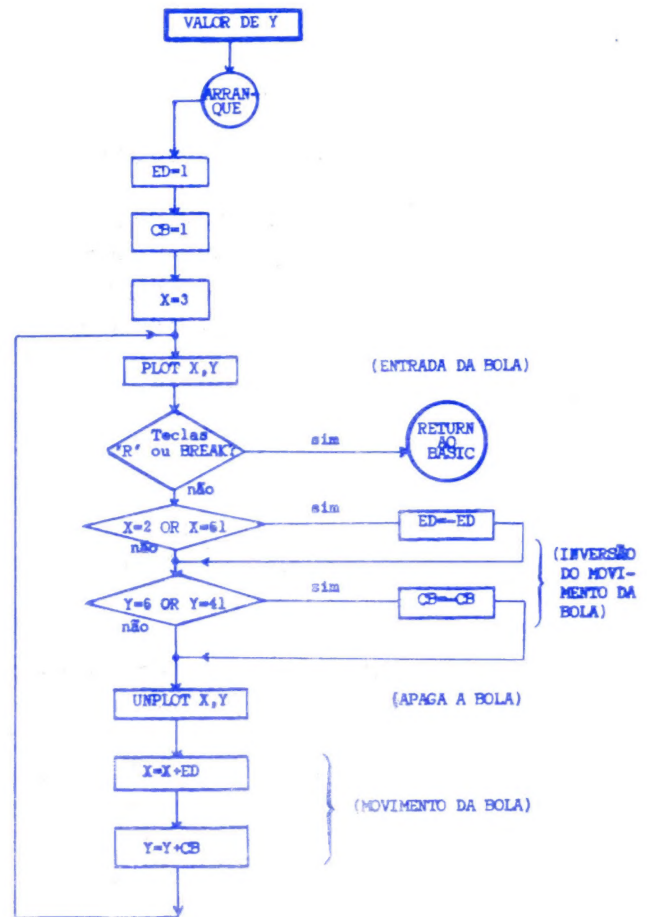 VALOR DE Y
ARRAN-
QUE
ED=1
CB=1
X=3
PLOT X,Y
(ENTRADA DA BOLA)
Teclas
'R' ou BREAK?
sim
RETURN
AO
BASIC
não
X=2 OR X=61
sim
ED=-ED
não
(INVERSÃO
DO MOVI-
MENTO DA
BOLA)
Y=6 OR Y=41
sim
CB=-CB
não
UNPLOT X,Y
(APAGA A BOLA)
X=X+ED
(MOVIMENTO DA BOLA)
Y=Y+CB